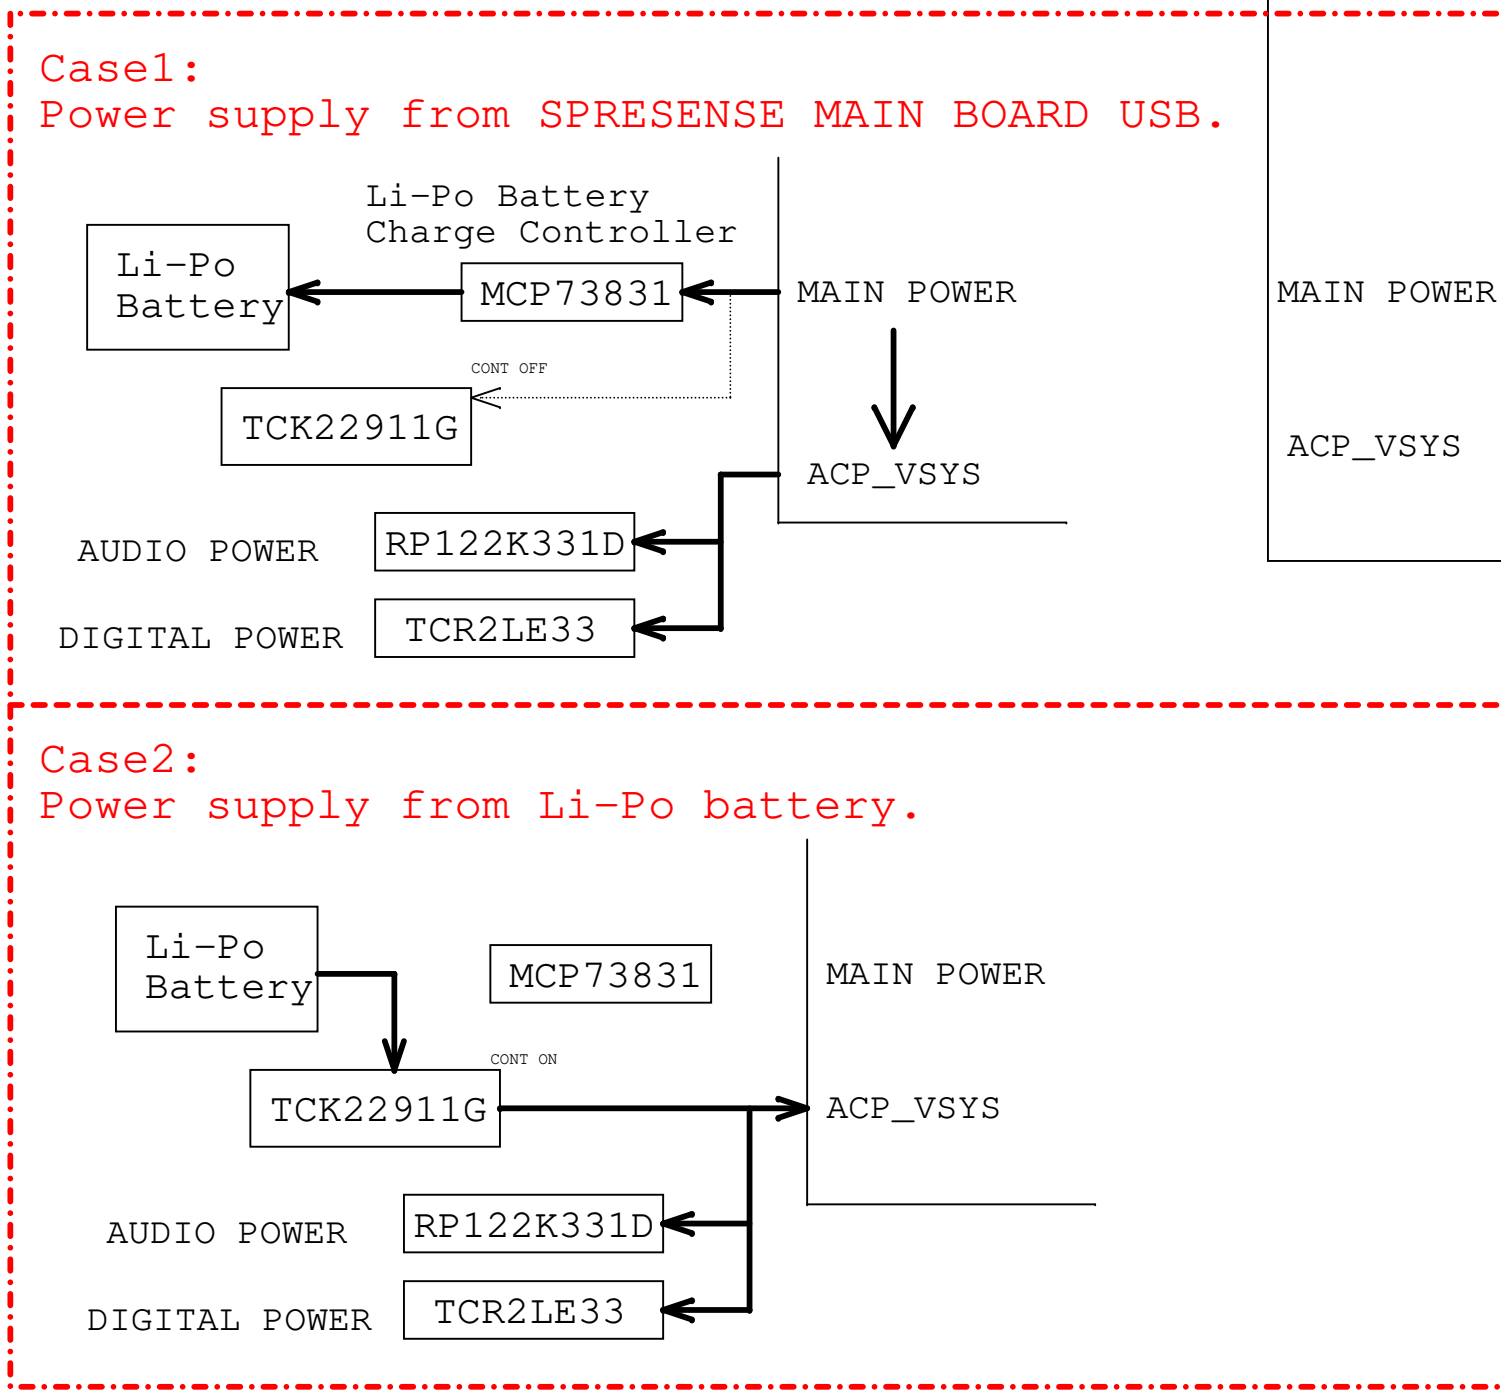 Case1:
Power supply from SPRESENSE MAIN BOARD USB.
Li-Po Battery
Charge Controller
Li-Po
Battery
MCP73831
MAIN POWER
MAIN POWER
CONT OFF
TCK22911G
ACP_VSYS
ACP_VSYS
AUDIO POWER
RP122K331D
DIGITAL POWER
TCR2LE33
Case2:
Power supply from Li-Po battery.
Li-Po
Battery
MCP73831
MAIN POWER
CONT ON
TCK22911G
ACP_VSYS
AUDIO POWER
RP122K331D
DIGITAL POWER
TCR2LE33